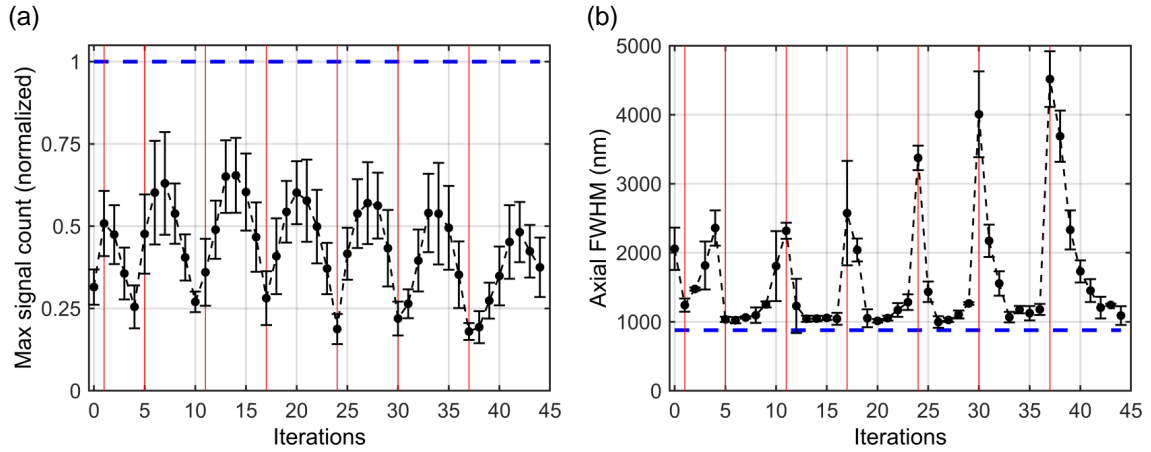 (a)
Max signal count (normalized)
1
0.75
0.5
0.25
0
0 5 10 15 20 25 30 35 40 45
Iterations
(b)
Axial FWHM (nm)
5000
4000
3000
2000
1000
0
0 5 10 15 20 25 30 35 40 45
Iterations